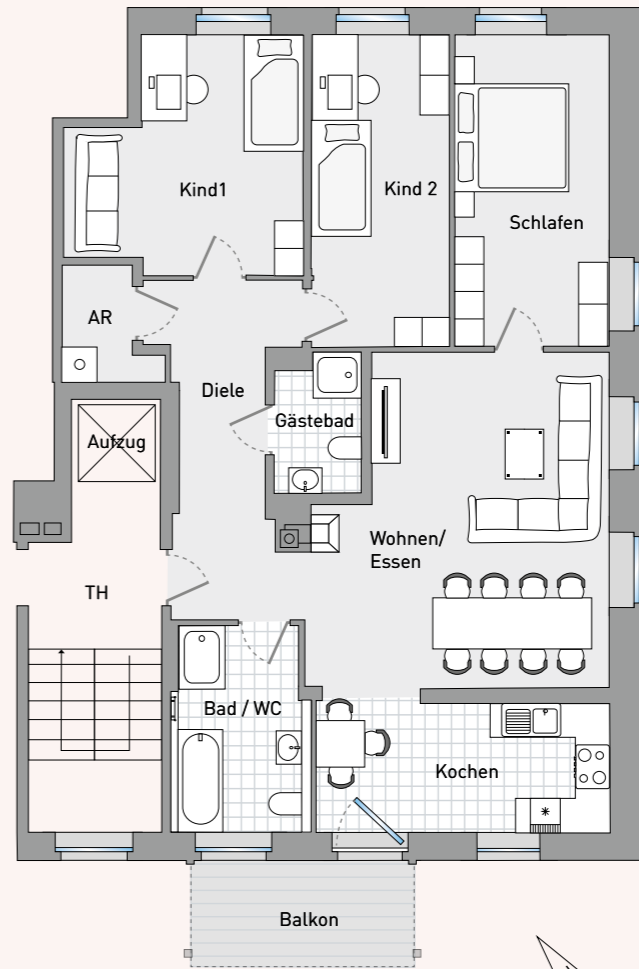 Kind1
Kind 2
Schlafen
AR
Diele
Gästebad
Aufzug
Wohnen/
Essen
TH
Bad / WC
Kochen
Balkon